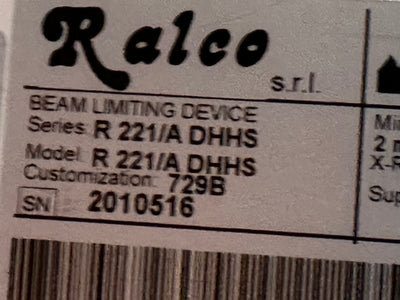 Ralco
s.r.l.
BEAM LIMITING DEVICE
Series: R 221/A DHHS
Model: R 221/A DHHS
Customization: 729B
SN 2010516
2 m
X-R
Sup